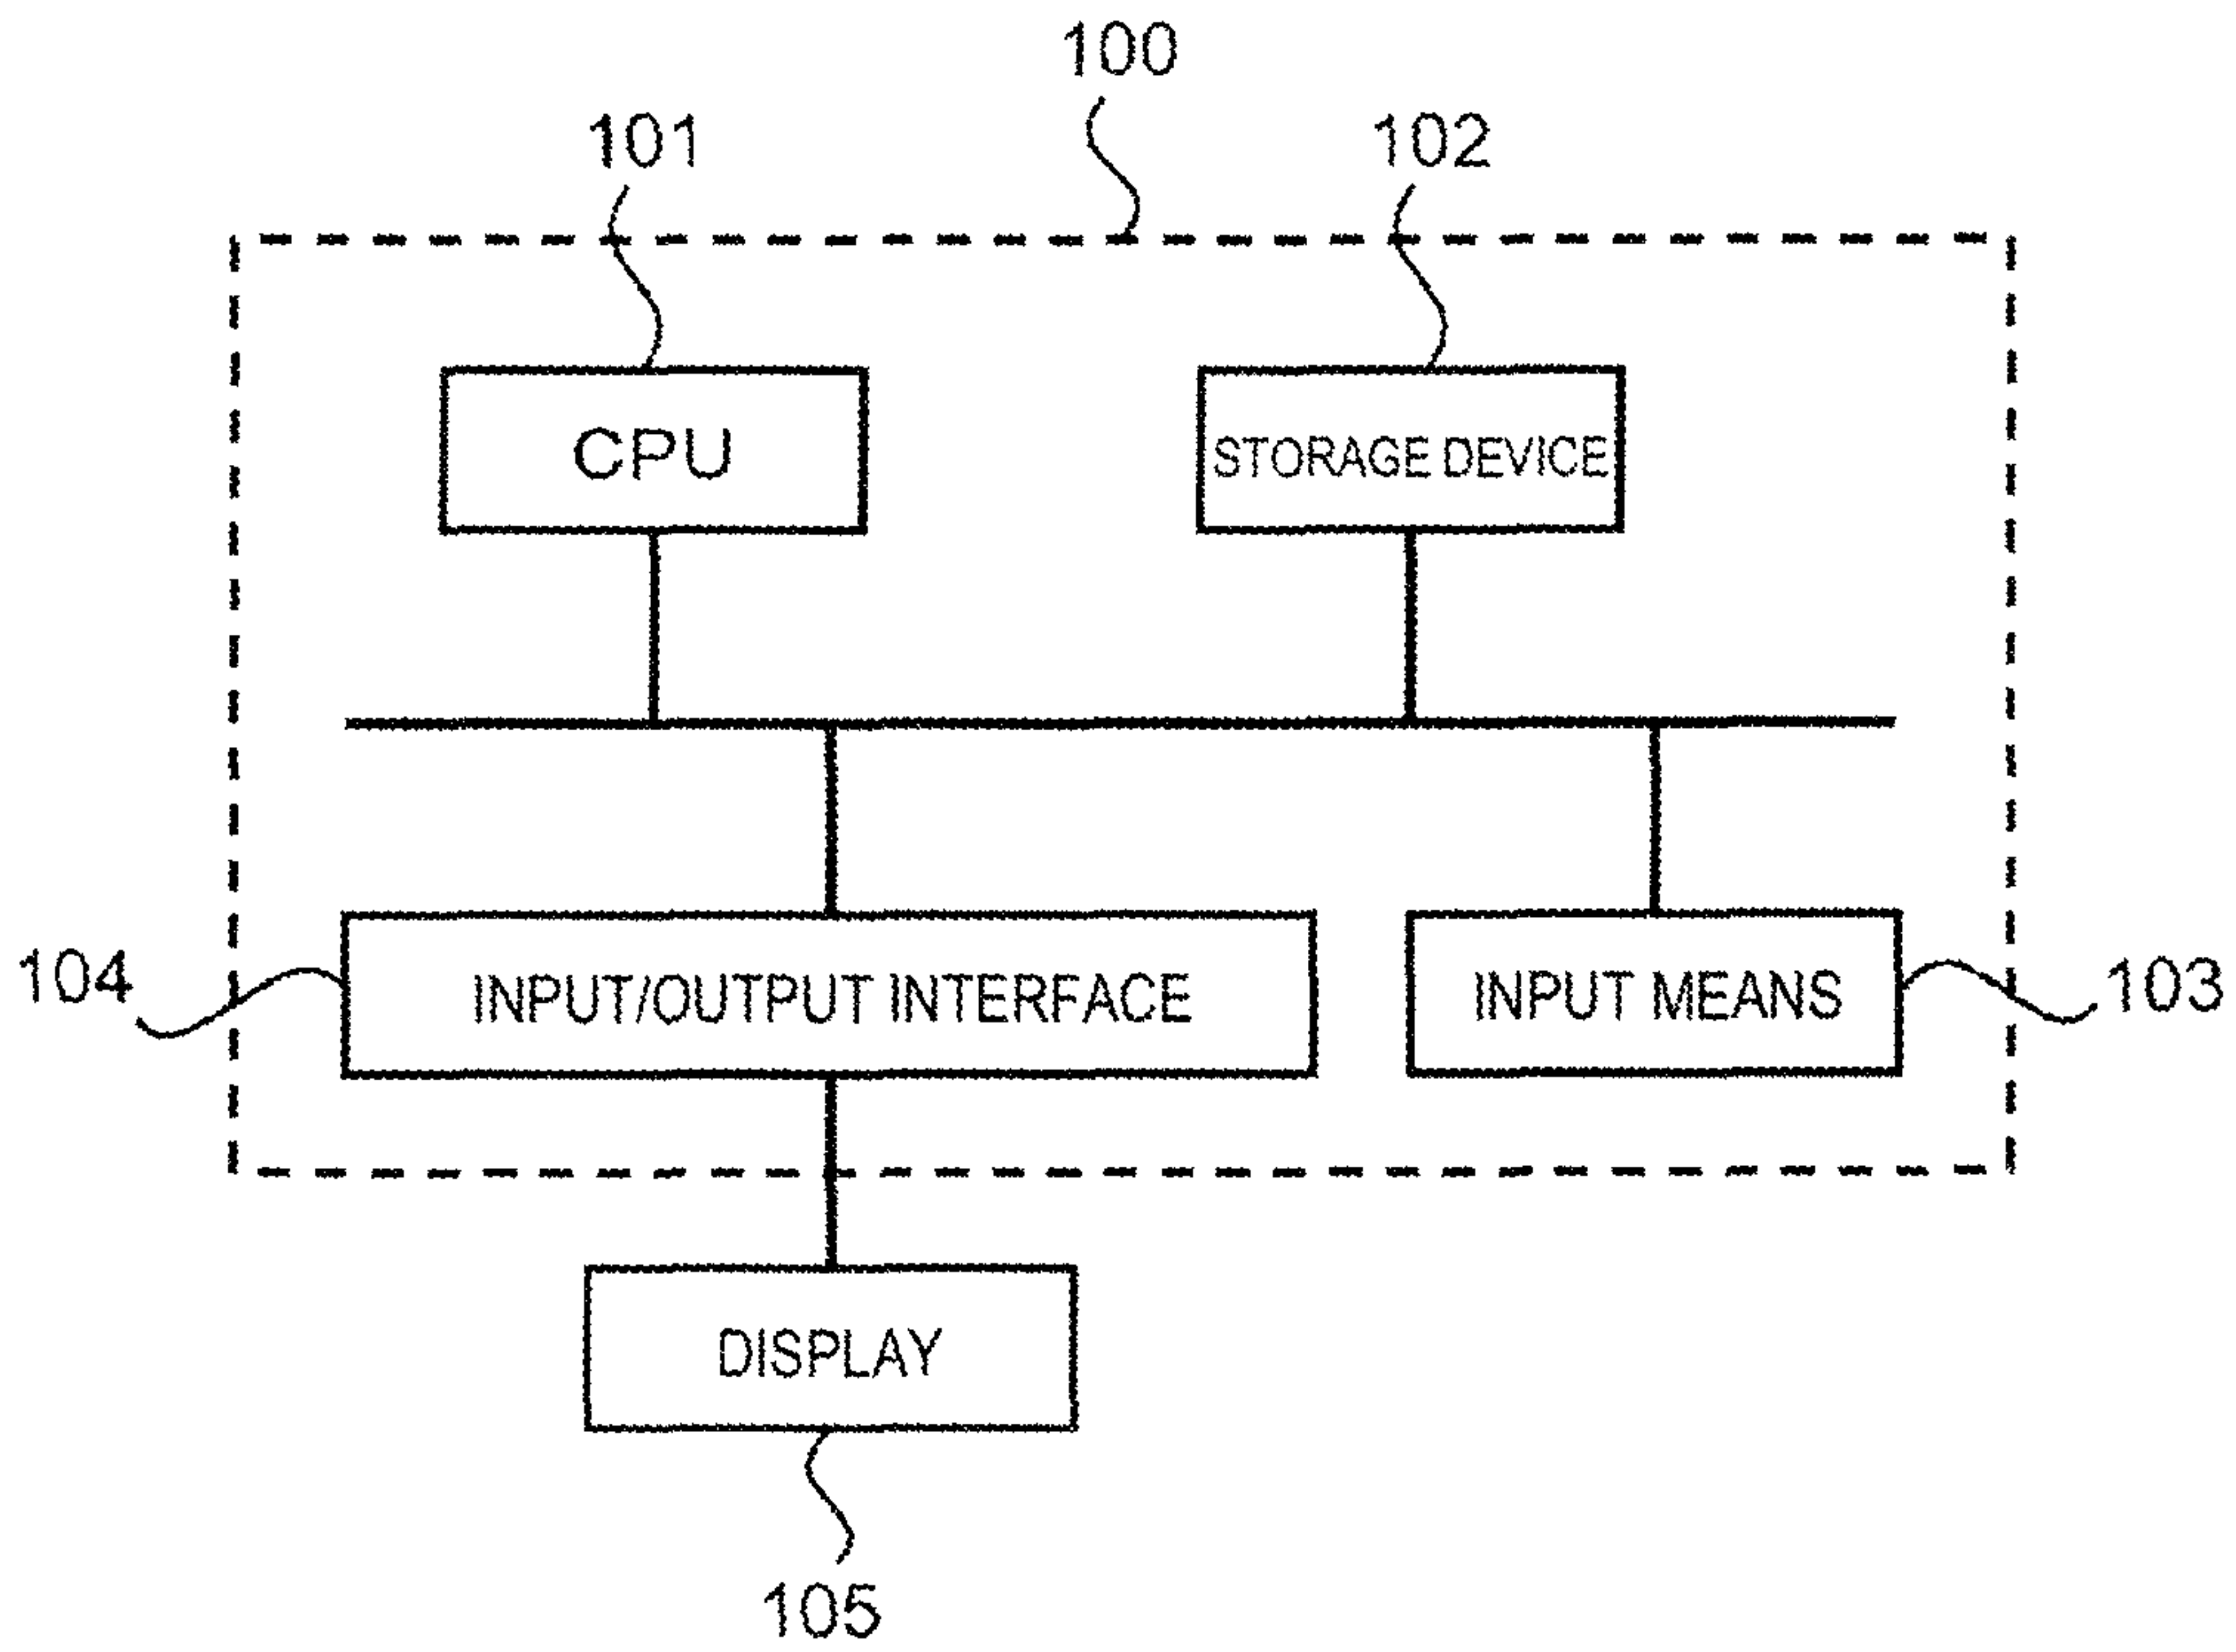 100
101
102
CPU
STORAGE DEVICE
104
INPUT/OUTPUT INTERFACE
INPUT MEANS
103
DISPLAY
105